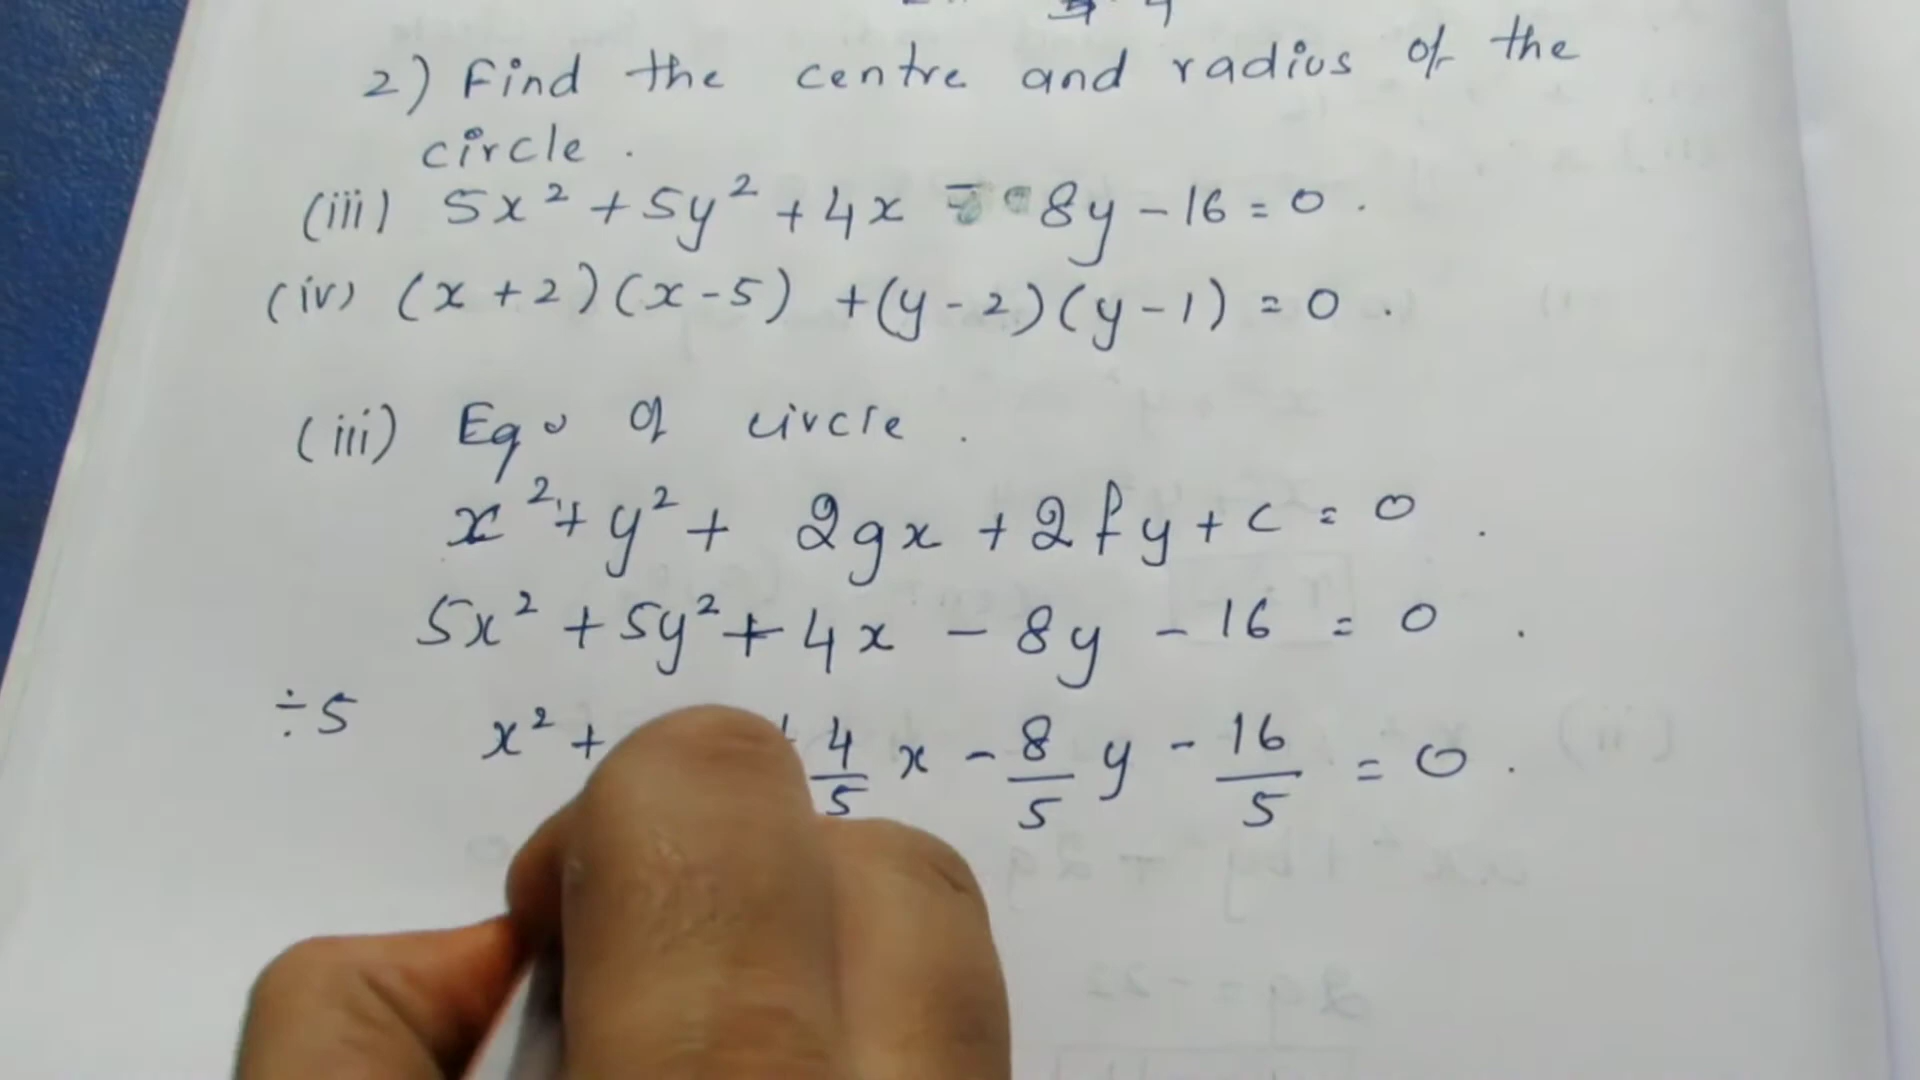 2) Find the centre and radius of the
circle .
(iii) 5x² + 5y² + 4x - 8y - 16 = 0 .
(iv) (x + 2)(x - 5) + (y - 2)(y - 1) = 0 .
(iii) Equ of circle .
x² + y² + 2gx + 2fy + c = 0 .
5x² + 5y² + 4x - 8y - 16 = 0 .
÷5 x² + + 4/5 x - 8/5 y - 16/5 = 0 .